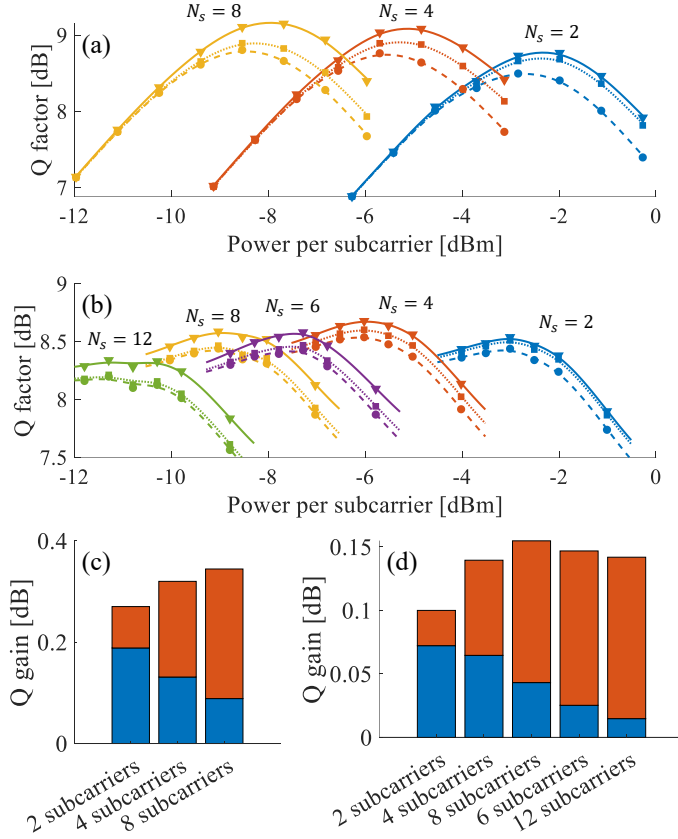 (a)
N_s = 8
N_s = 4
N_s = 2
Q factor [dB]
9
8
7
-12
-10
-8
-6
-4
-2
0
Power per subcarrier [dBm]
(b)
N_s = 12
N_s = 8
N_s = 6
N_s = 4
N_s = 2
Q factor [dB]
9
8.5
8
7.5
-12
-10
-8
-6
-4
-2
0
Power per subcarrier [dBm]
(c)
Q gain [dB]
0.4
0.2
0
2 subcarriers
4 subcarriers
8 subcarriers
(d)
Q gain [dB]
0.15
0.1
0.05
0
2 subcarriers
4 subcarriers
8 subcarriers
6 subcarriers
12 subcarriers